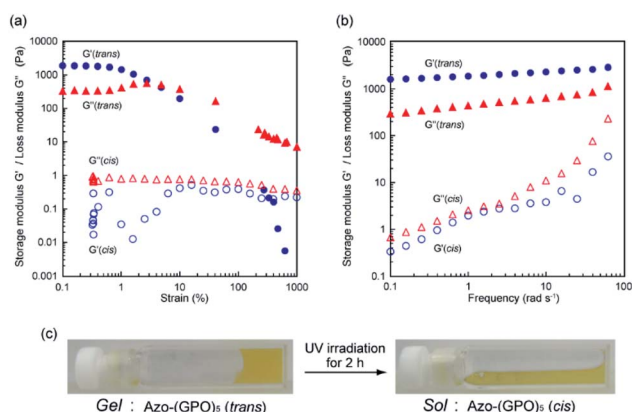 (a)
Storage modulus G' / Loss modulus G" (Pa)
10000
1000
100
10
1
0.1
0.01
0.001
G'(trans)
G"(trans)
G"(cis)
G'(cis)
0.1 1 10 100 1000
Strain (%)
(b)
Storage modulus G' / Loss modulus G" (Pa)
10000
1000
100
10
1
0.1
G'(trans)
G"(trans)
G"(cis)
G'(cis)
0.1 1 10 100
Frequency (rad s⁻¹)
(c)
UV irradiation
for 2 h
Gel : Azo-(GPO)₅ (trans)
Sol : Azo-(GPO)₅ (cis)